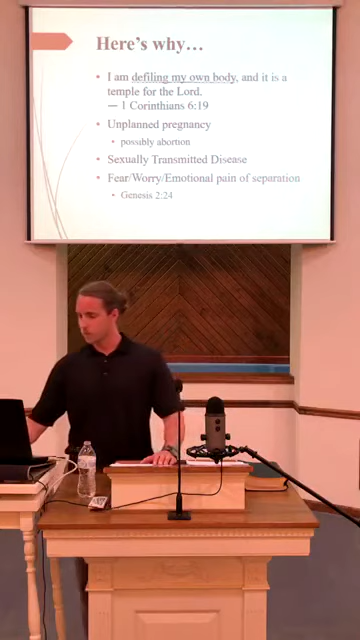 Here's why...
• I am defiling my own body, and it is a
temple for the Lord.
— 1 Corinthians 6:19
• Unplanned pregnancy
• possibly abortion
• Sexually Transmitted Disease
• Fear/Worry/Emotional pain of separation
• Genesis 2:24